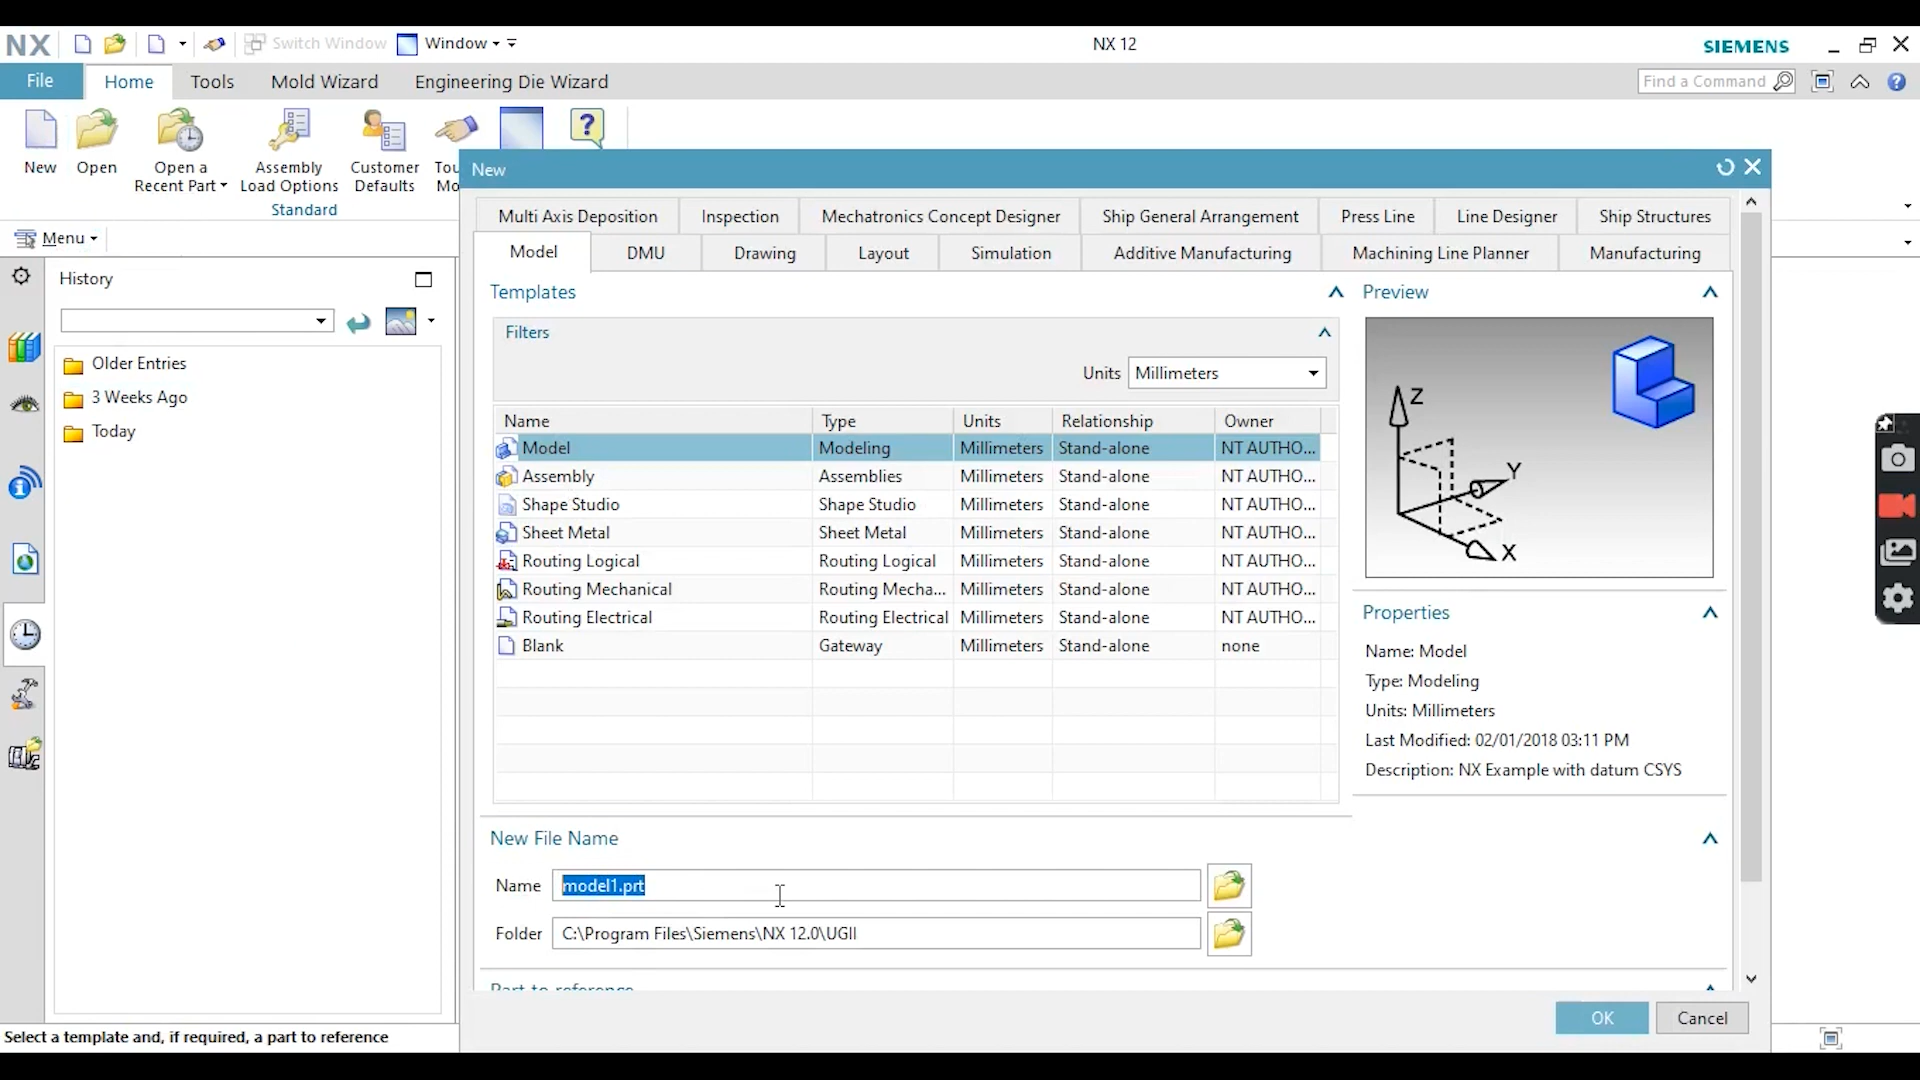 NX Switch Window Window NX 12 SIEMENS
File Home Tools Mold Wizard Engineering Die Wizard Find a Command
New Open Open a Recent Part Assembly Load Options Customer Defaults
Standard
Menu
History
Older Entries
3 Weeks Ago
Today
New
Multi Axis Deposition Inspection Mechatronics Concept Designer Ship General Arrangement Press Line Line Designer Ship Structures
Model DMU Drawing Layout Simulation Additive Manufacturing Machining Line Planner Manufacturing
Templates
Filters
Units Millimeters
Name Type Units Relationship Owner
Model Modeling Millimeters Stand-alone NT AUTHO...
Assembly Assemblies Millimeters Stand-alone NT AUTHO...
Shape Studio Shape Studio Millimeters Stand-alone NT AUTHO...
Sheet Metal Sheet Metal Millimeters Stand-alone NT AUTHO...
Routing Logical Routing Logical Millimeters Stand-alone NT AUTHO...
Routing Mechanical Routing Mecha... Millimeters Stand-alone NT AUTHO...
Routing Electrical Routing Electrical Millimeters Stand-alone NT AUTHO...
Blank Gateway Millimeters Stand-alone none
Preview
Z
Y
X
Properties
Name: Model
Type: Modeling
Units: Millimeters
Last Modified: 02/01/2018 03:11 PM
Description: NX Example with datum CSYS
New File Name
Name model1.prt
Folder C:\Program Files\Siemens\NX 12.0\UGII
Part to reference
OK Cancel
Select a template and, if required, a part to reference